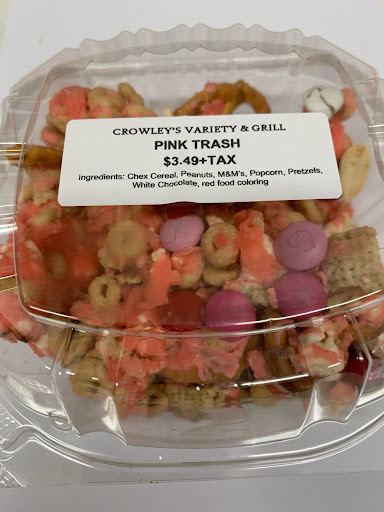 CROWLEY'S VARIETY & GRILL
PINK TRASH
$3.49+TAX
Ingredients: Chex Cereal, Peanuts, M&M's, Popcorn, Pretzels,
White Chocolate, red food coloring